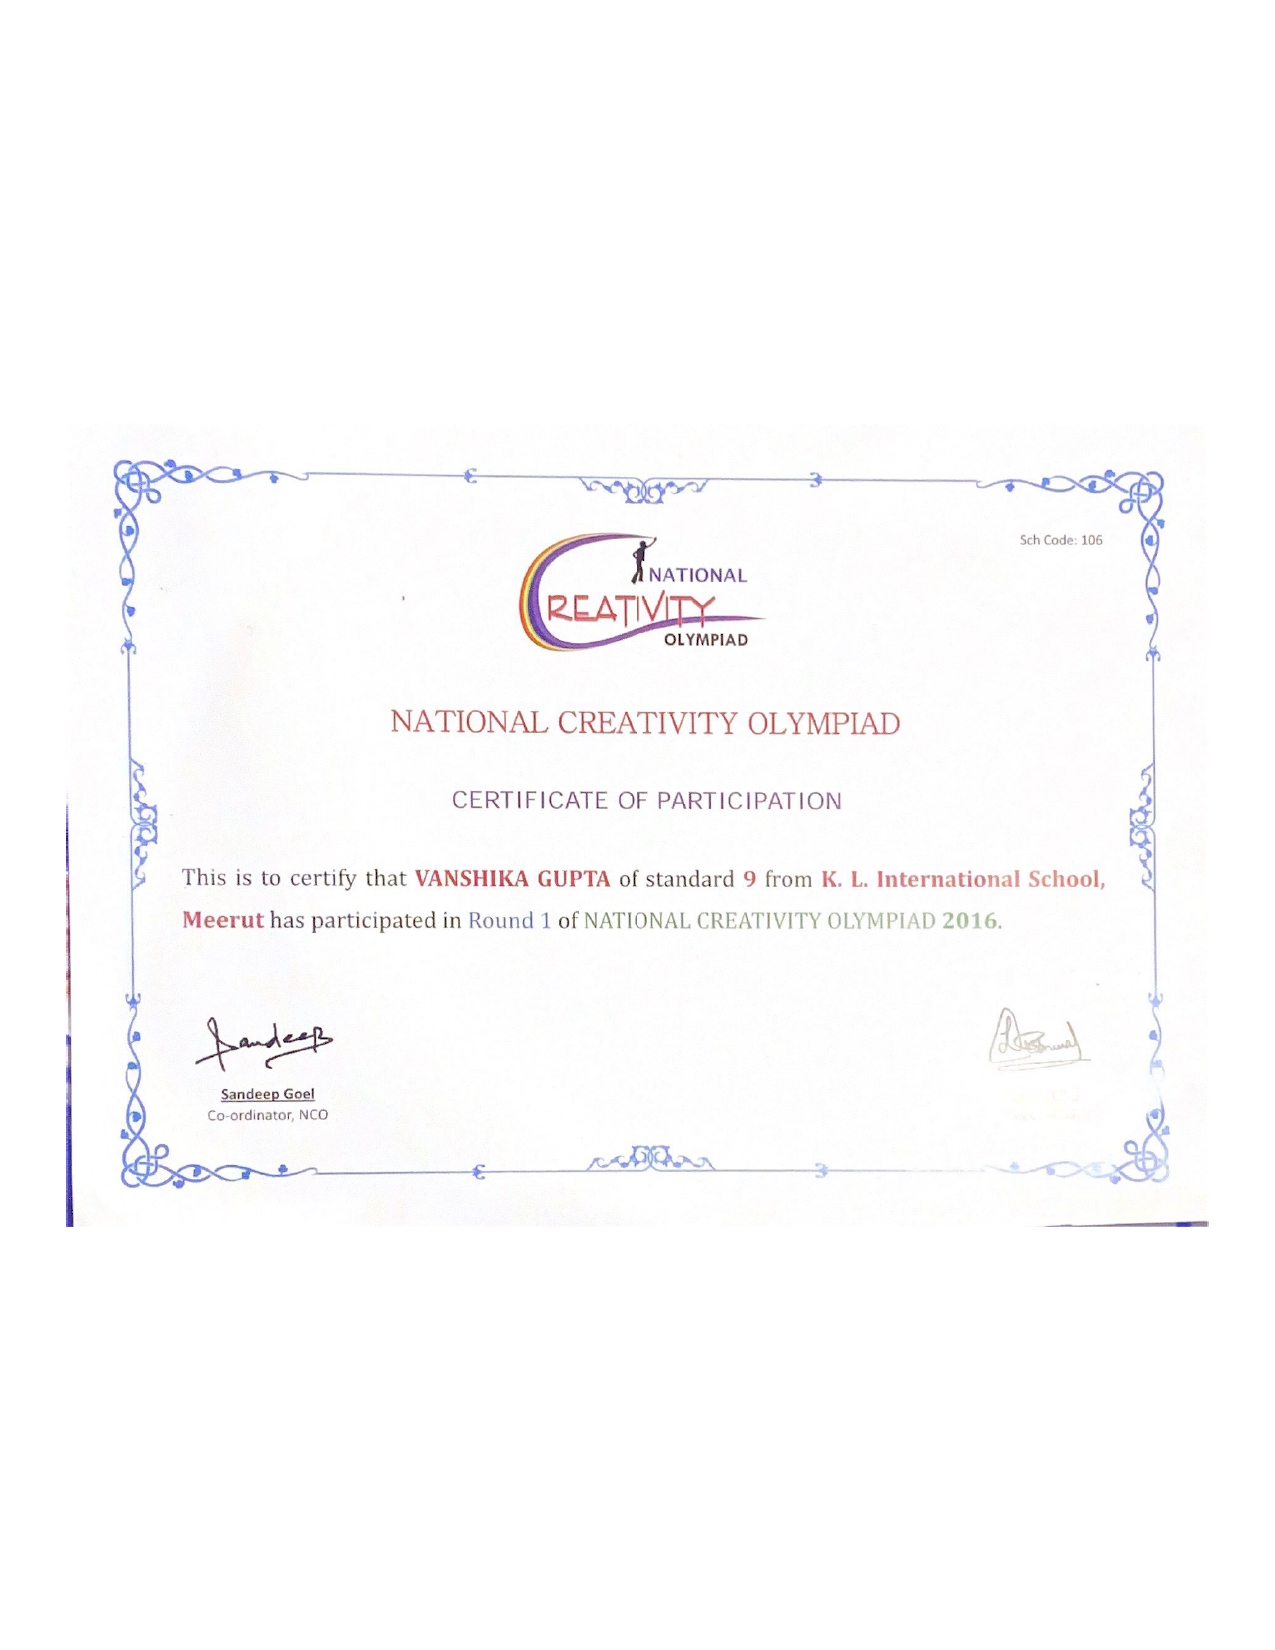 Sch Code: 106
NATIONAL
CREATIVITY
OLYMPIAD
NATIONAL CREATIVITY OLYMPIAD
CERTIFICATE OF PARTICIPATION
This is to certify that VANSHIKA GUPTA of standard 9 from K. L. International School,
Meerut has participated in Round 1 of NATIONAL CREATIVITY OLYMPIAD 2016.
Sandeep
Sandeep Goel
Co-ordinator, NCO